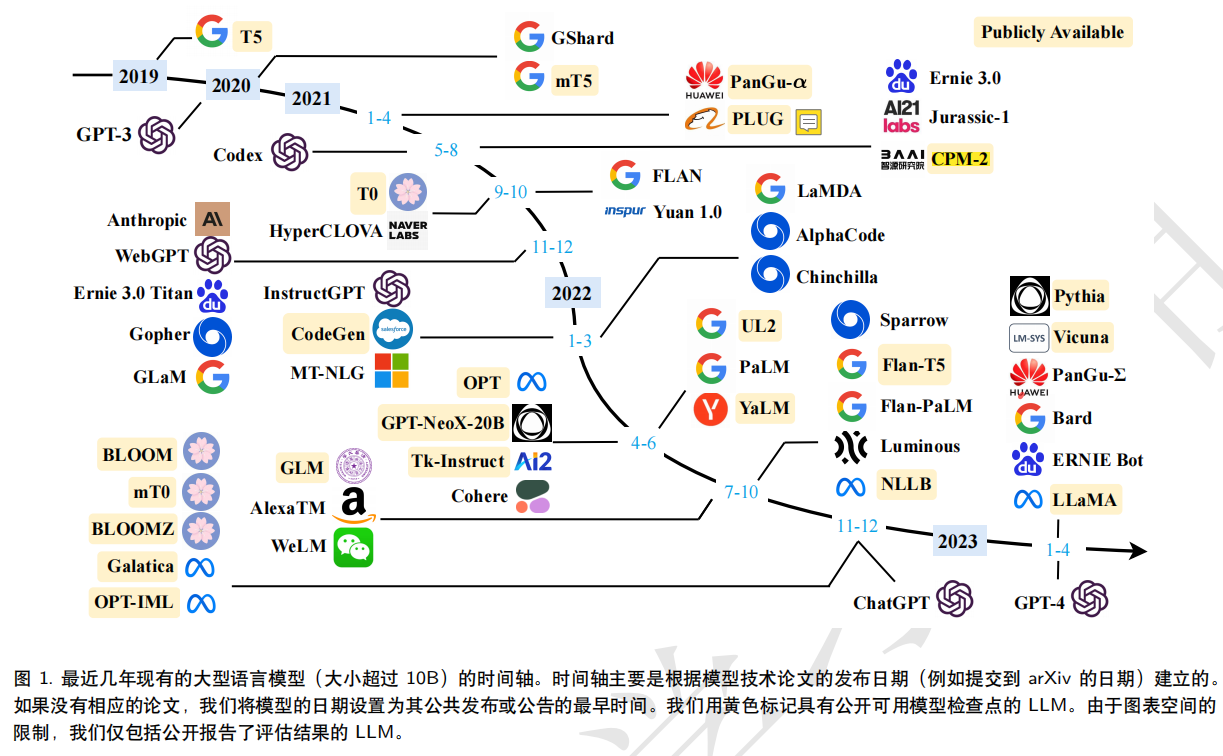 T5
GShard
Publicly Available
2019
2020
2021
mT5
GPT-3
1-4
HUAWEI
PanGu-α
PLUG
Ernie 3.0
AI21 labs
Jurassic-1
Codex
5-8
BAAI
智源研究院
CPM-2
T0
9-10
FLAN
inspur
Yuan 1.0
HyperCLOVA
NAVER LABS
LaMDA
AlphaCode
Chinchilla
Anthropic
WebGPT
11-12
Ernie 3.0 Titan
Gopher
GLaM
2022
InstructGPT
CodeGen
salesforce
MT-NLG
1-3
UL2
PaLM
YaLM
OPT
GPT-NeoX-20B
Tk-Instruct
Ai2
Cohere
4-6
Sparrow
Flan-T5
Flan-PaLM
Luminous
NLLB
GLM
AlexaTM
a
WeLM
7-10
Pythia
LM-SYS
Vicuna
HUAWEI
PanGu-Σ
Bard
ERNIE Bot
LLaMA
BLOOM
mT0
BLOOMZ
Galatica
OPT-IML
11-12
2023
1-4
ChatGPT
GPT-4
图 1. 最近几年现有的大型语言模型（大小超过 10B）的时间轴。时间轴主要是根据模型技术论文的发布日期（例如提交到 arXiv 的日期）建立的。
如果没有相应的论文，我们将模型的日期设置为其公共发布或公告的最早时间。我们用黄色标记具有公开可用模型检查点的 LLM。由于图表空间的
限制，我们仅包括公开报告了评估结果的 LLM。